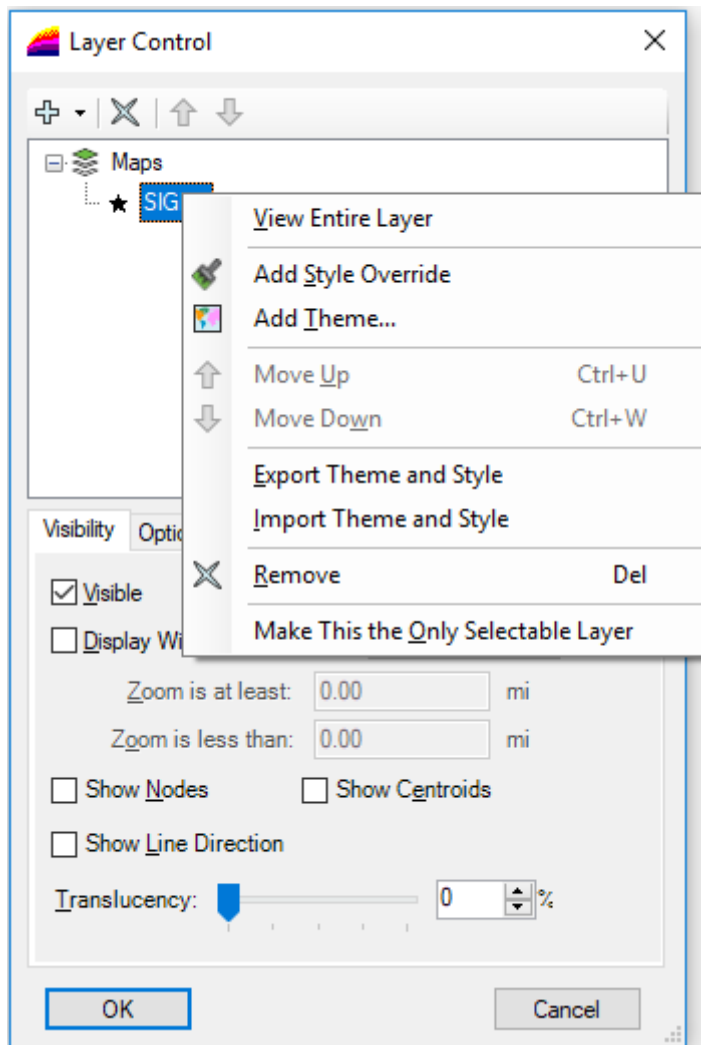 Layer Control
Maps
SIG
View Entire Layer
Add Style Override
Add Theme...
Move Up Ctrl+U
Move Down Ctrl+W
Export Theme and Style
Import Theme and Style
Remove Del
Make This the Only Selectable Layer
Visibility Optio
Visible
Display Wi
Zoom is at least: 0.00 mi
Zoom is less than: 0.00 mi
Show Nodes Show Centroids
Show Line Direction
Translucency: 0 %
OK Cancel